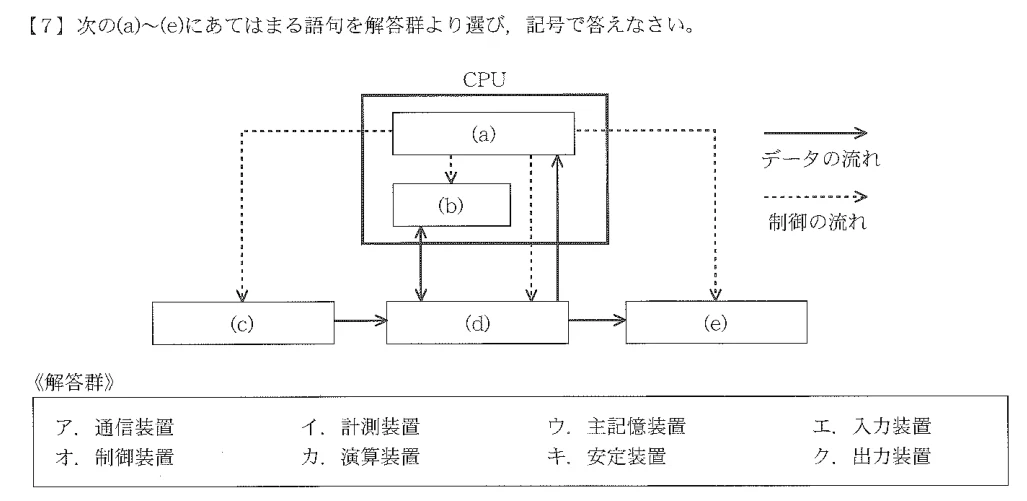 【7】次の(a)～(e)にあてはまる語句を解答群より選び，記号で答えなさい。
CPU
(a)
データの流れ
(b)
制御の流れ
(c)
(d)
(e)
《解答群》
ア．通信装置 イ．計測装置 ウ．主記憶装置 エ．入力装置
オ．制御装置 カ．演算装置 キ．安定装置 ク．出力装置